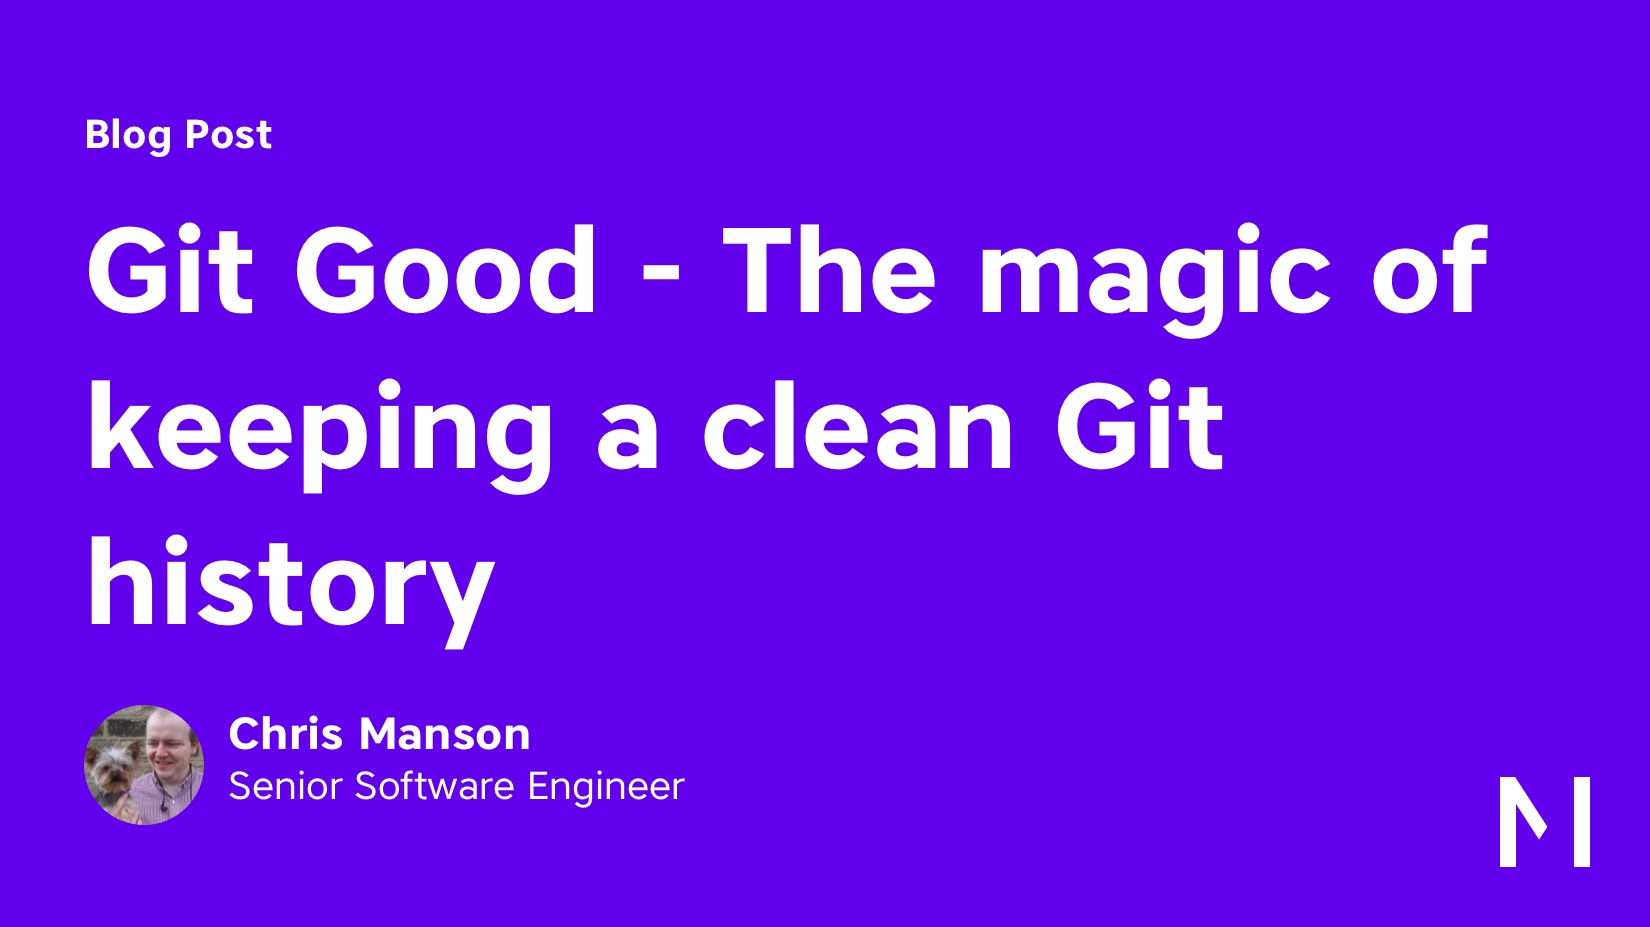 Blog Post
Git Good - The magic of
keeping a clean Git
history
Chris Manson
Senior Software Engineer